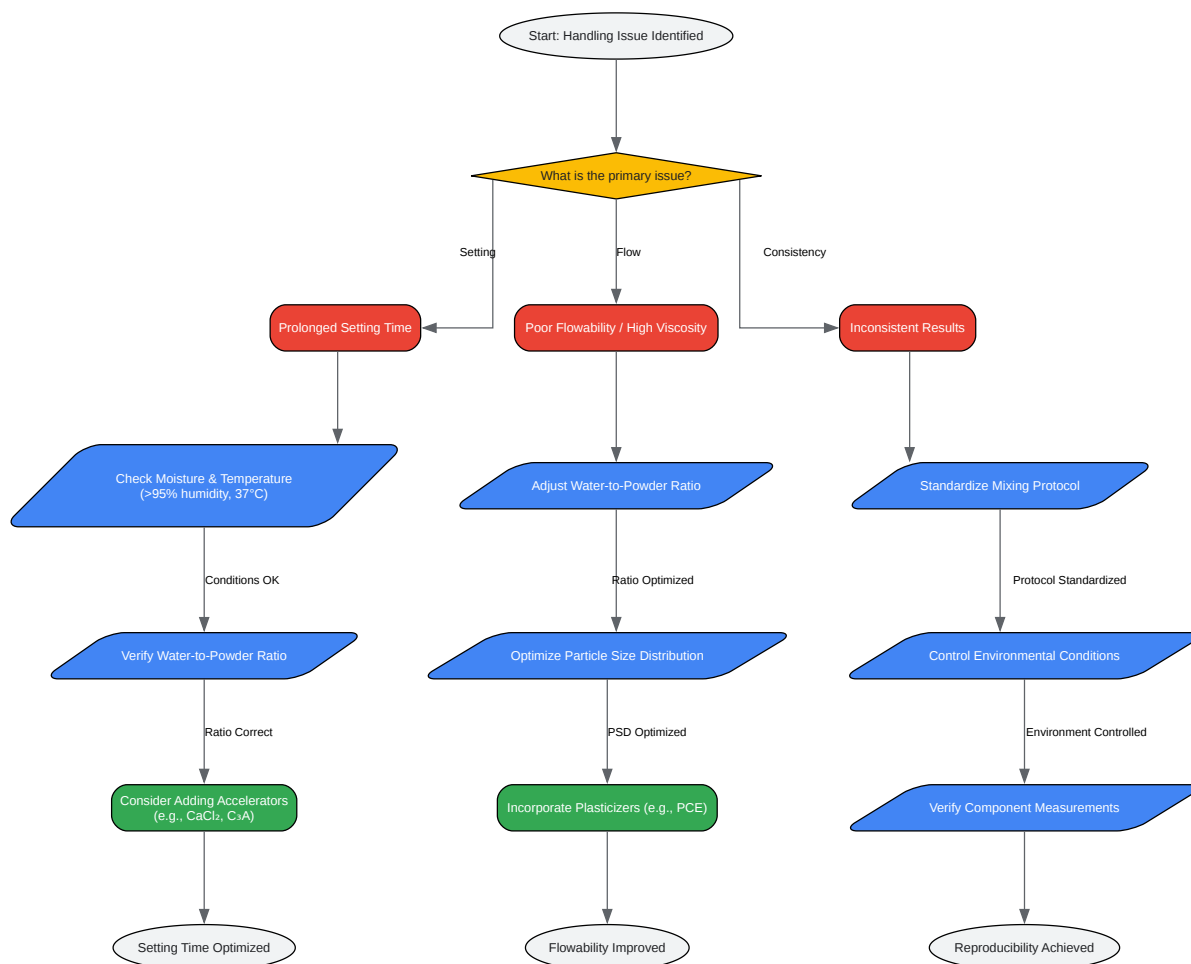 Start: Handling Issue Identified
What is the primary issue?
Setting
Flow
Consistency
Prolonged Setting Time
Poor Flowability / High Viscosity
Inconsistent Results
Check Moisture & Temperature
(>95% humidity, 37°C)
Adjust Water-to-Powder Ratio
Standardize Mixing Protocol
Conditions OK
Ratio Optimized
Protocol Standardized
Verify Water-to-Powder Ratio
Optimize Particle Size Distribution
Control Environmental Conditions
Ratio Correct
PSD Optimized
Environment Controlled
Consider Adding Accelerators
(e.g., CaCl₂, C₃A)
Incorporate Plasticizers (e.g., PCE)
Verify Component Measurements
Setting Time Optimized
Flowability Improved
Reproducibility Achieved